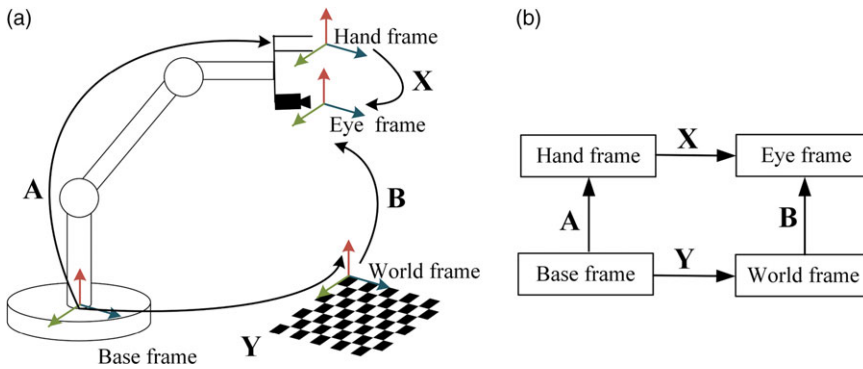 (a)
Hand frame
X
Eye frame
A
B
World frame
Y
Base frame
(b)
X
Hand frame
Eye frame
A
B
Y
Base frame
World frame